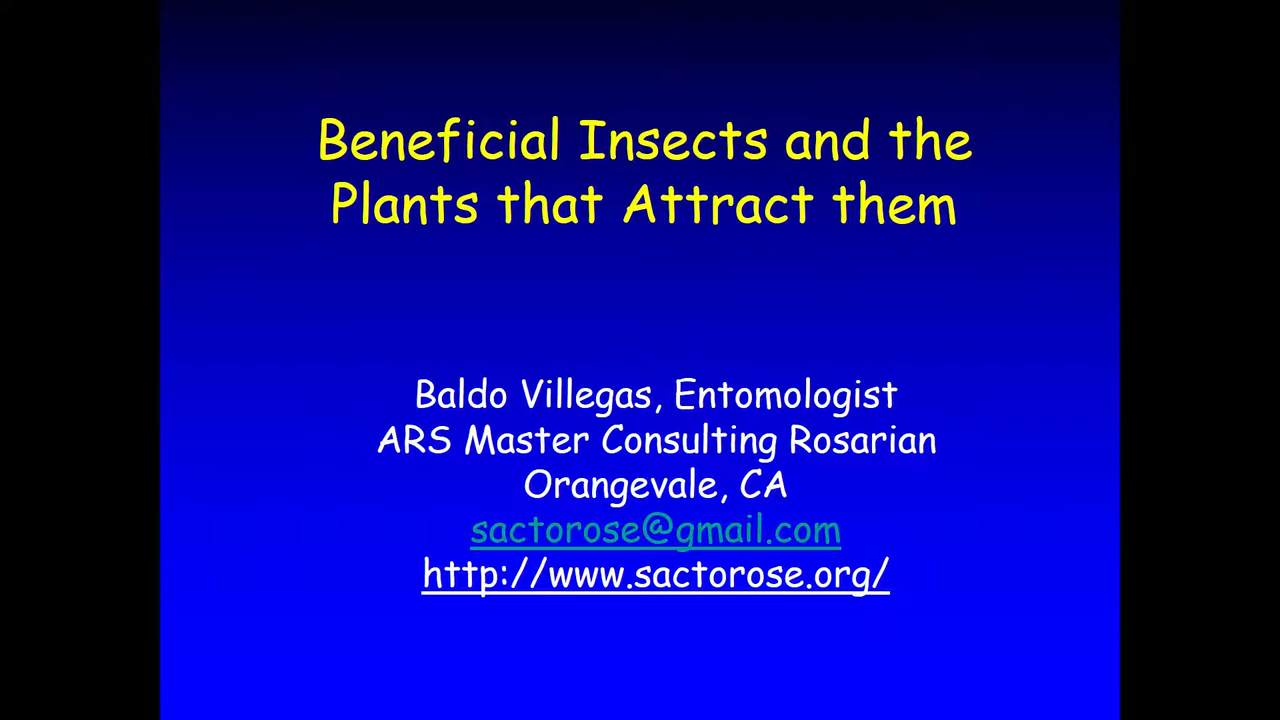 Beneficial Insects and the
Plants that Attract them
Baldo Villegas, Entomologist
ARS Master Consulting Rosarian
Orangevale, CA
sactorose@gmail.com
http://www.sactorose.org/